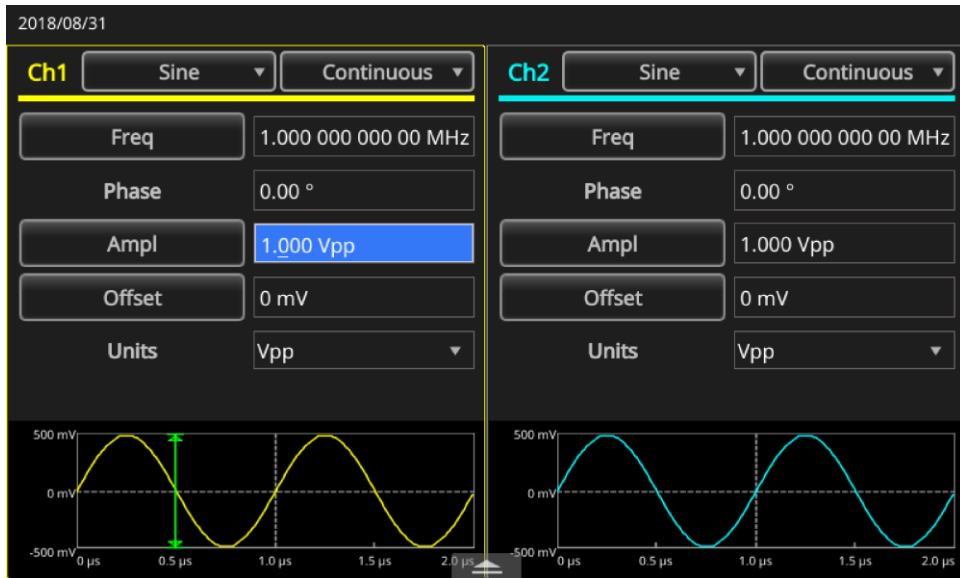 2018/08/31
Ch1 Sine Continuous
Freq 1.000 000 000 00 MHz
Phase 0.00 °
Ampl 1.000 Vpp
Offset 0 mV
Units Vpp
500 mV
0 mV
-500 mV
0 µs 0.5 µs 1.0 µs 1.5 µs 2.0 µs
Ch2 Sine Continuous
Freq 1.000 000 000 00 MHz
Phase 0.00 °
Ampl 1.000 Vpp
Offset 0 mV
Units Vpp
500 mV
0 mV
-500 mV
0 µs 0.5 µs 1.0 µs 1.5 µs 2.0 µs